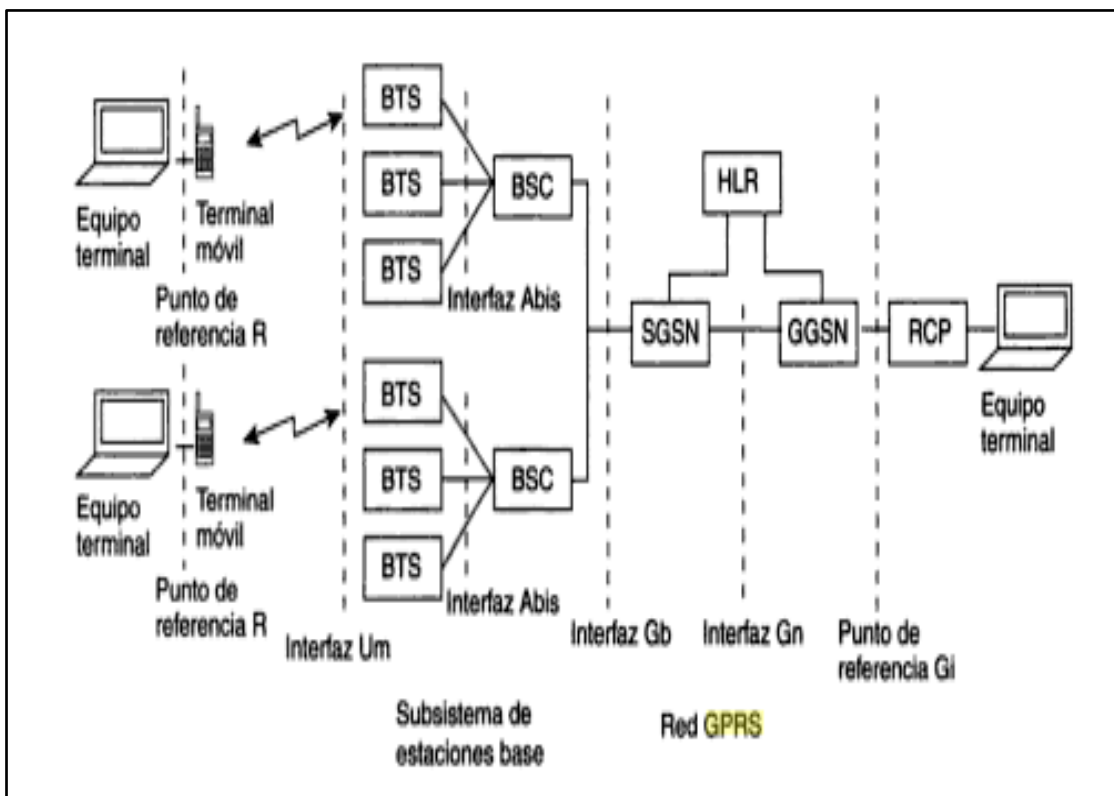 BTS
BTS
BTS
BSC
Equipo
terminal
Terminal
móvil
Punto de
referencia R
Interfaz Abis
HLR
SGSN
GGSN
RCP
Equipo
terminal
BTS
BTS
BTS
BSC
Equipo
terminal
Terminal
móvil
Punto de
referencia R
Interfaz Abis
Interfaz Um
Interfaz Gb
Interfaz Gn
Punto de
referencia Gi
Subsistema de
estaciones base
Red GPRS